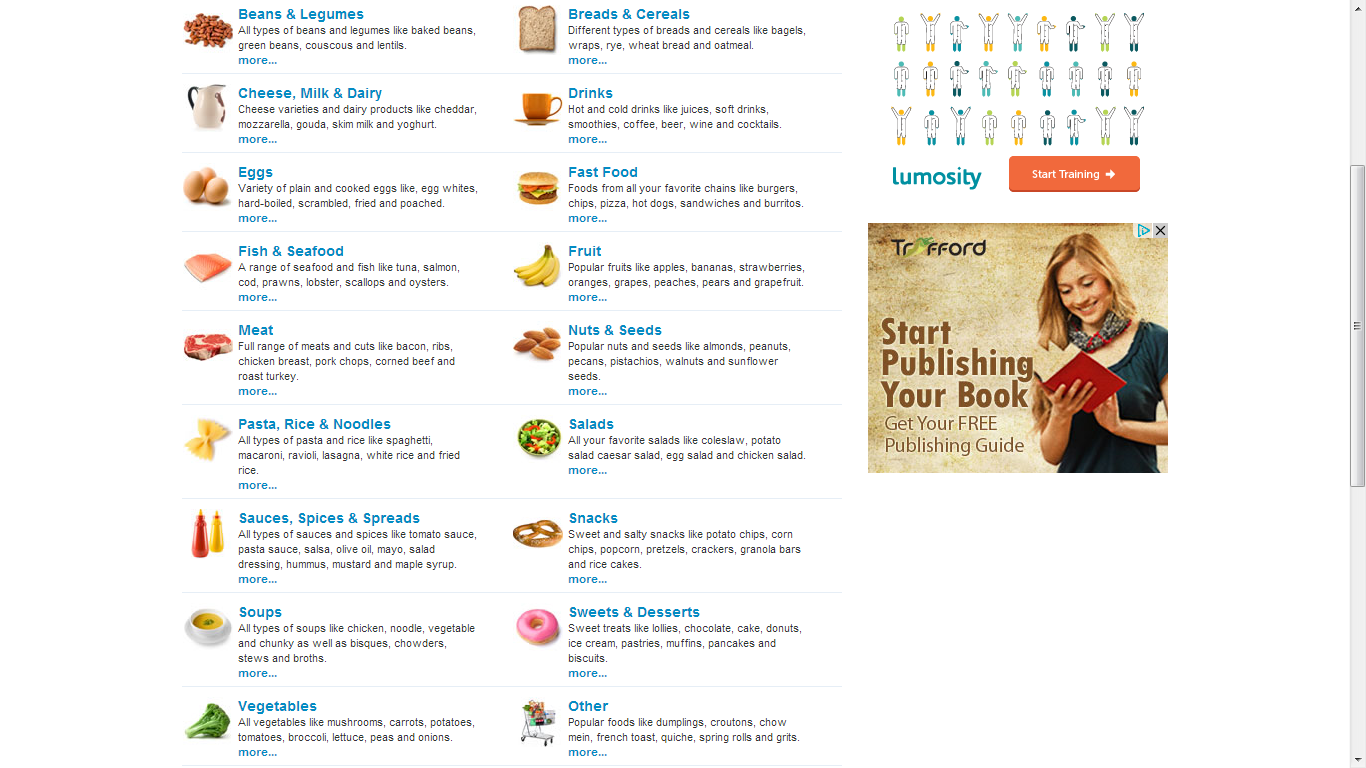 Beans & Legumes
All types of beans and legumes like baked beans,
green beans, couscous and lentils.
more...
Breads & Cereals
Different types of breads and cereals like bagels,
wraps, rye, wheat bread and oatmeal.
more...
Cheese, Milk & Dairy
Cheese varieties and dairy products like cheddar,
mozzarella, gouda, skim milk and yoghurt.
more...
Drinks
Hot and cold drinks like juices, soft drinks,
smoothies, coffee, beer, wine and cocktails.
more...
Eggs
Variety of plain and cooked eggs like, egg whites,
hard-boiled, scrambled, fried and poached.
more...
Fast Food
Foods from all your favorite chains like burgers,
chips, pizza, hot dogs, sandwiches and burritos.
more...
Fish & Seafood
A range of seafood and fish like tuna, salmon,
cod, prawns, lobster, scallops and oysters.
more...
Fruit
Popular fruits like apples, bananas, strawberries,
oranges, grapes, peaches, pears and grapefruit.
more...
Meat
Full range of meats and cuts like bacon, ribs,
chicken breast, pork chops, corned beef and
roast turkey.
more...
Nuts & Seeds
Popular nuts and seeds like almonds, peanuts,
pecans, pistachios, walnuts and sunflower
seeds.
more...
Pasta, Rice & Noodles
All types of pasta and rice like spaghetti,
macaroni, ravioli, lasagna, white rice and fried
rice.
more...
Salads
All your favorite salads like coleslaw, potato
salad caesar salad, egg salad and chicken salad.
more...
Sauces, Spices & Spreads
All types of sauces and spices like tomato sauce,
pasta sauce, salsa, olive oil, mayo, salad
dressing, hummus, mustard and maple syrup.
more...
Snacks
Sweet and salty snacks like potato chips, corn
chips, popcorn, pretzels, crackers, granola bars
and rice cakes.
more...
Soups
All types of soups like chicken, noodle, vegetable
and chunky as well as bisques, chowders,
stews and broths.
more...
Sweets & Desserts
Sweet treats like lollies, chocolate, cake, donuts,
ice cream, pastries, muffins, pancakes and
biscuits.
more...
Vegetables
All vegetables like mushrooms, carrots, potatoes,
tomatoes, broccoli, lettuce, peas and onions.
more...
Other
Popular foods like dumplings, croutons, chow
mein, french toast, quiche, spring rolls and grits.
more...
lumosity
Start Training
Trafford
Start
Publishing
Your Book
Get Your FREE
Publishing Guide